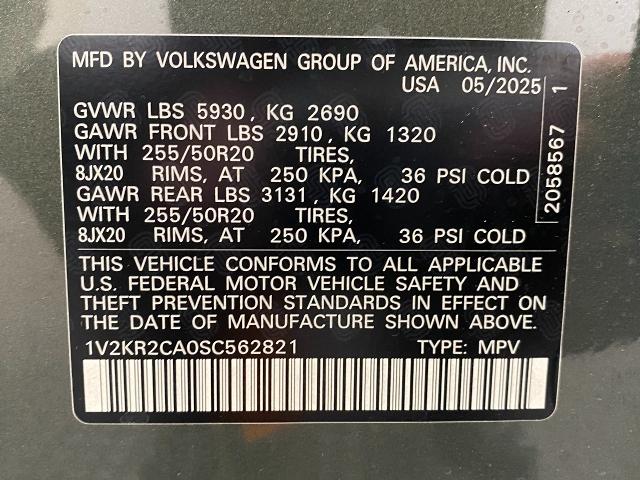 MFD BY VOLKSWAGEN GROUP OF AMERICA, INC.
USA 05/2025
GVWR LBS 5930, KG 2690
GAWR FRONT LBS 2910, KG 1320
WITH 255/50R20 TIRES,
8JX20 RIMS, AT 250 KPA, 36 PSI COLD
GAWR REAR LBS 3131, KG 1420
WITH 255/50R20 TIRES,
8JX20 RIMS, AT 250 KPA, 36 PSI COLD
2058567 1
THIS VEHICLE CONFORMS TO ALL APPLICABLE
U.S. FEDERAL MOTOR VEHICLE SAFETY AND
THEFT PREVENTION STANDARDS IN EFFECT ON
THE DATE OF MANUFACTURE SHOWN ABOVE.
1V2KR2CA0SC562821 TYPE: MPV